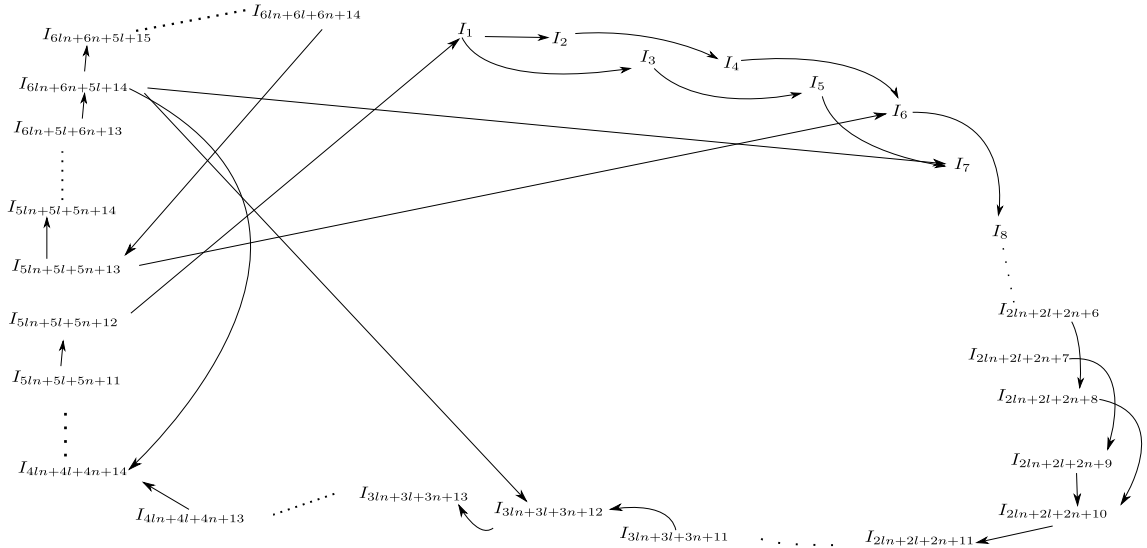 I_{6ln+6l+6n+14}
I_{6ln+6n+5l+15}
I_1
I_2
I_3
I_4
I_{6ln+6n+5l+14}
I_5
I_6
I_{6ln+5l+6n+13}
I_7
I_{5ln+5l+5n+14}
I_8
I_{5ln+5l+5n+13}
I_{2ln+2l+2n+6}
I_{5ln+5l+5n+12}
I_{2ln+2l+2n+7}
I_{5ln+5l+5n+11}
I_{2ln+2l+2n+8}
I_{2ln+2l+2n+9}
I_{4ln+4l+4n+14}
I_{3ln+3l+3n+13}
I_{3ln+3l+3n+12}
I_{2ln+2l+2n+10}
I_{4ln+4l+4n+13}
I_{3ln+3l+3n+11}
I_{2ln+2l+2n+11}